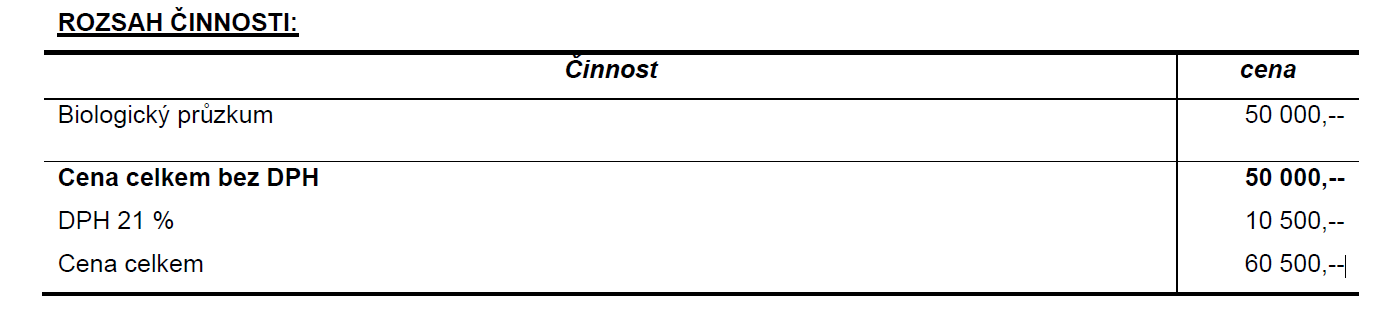 ROZSAH ČINNOSTI:
Činnost cena
Biologický průzkum 50 000,--
Cena celkem bez DPH 50 000,--
DPH 21 % 10 500,--
Cena celkem 60 500,--